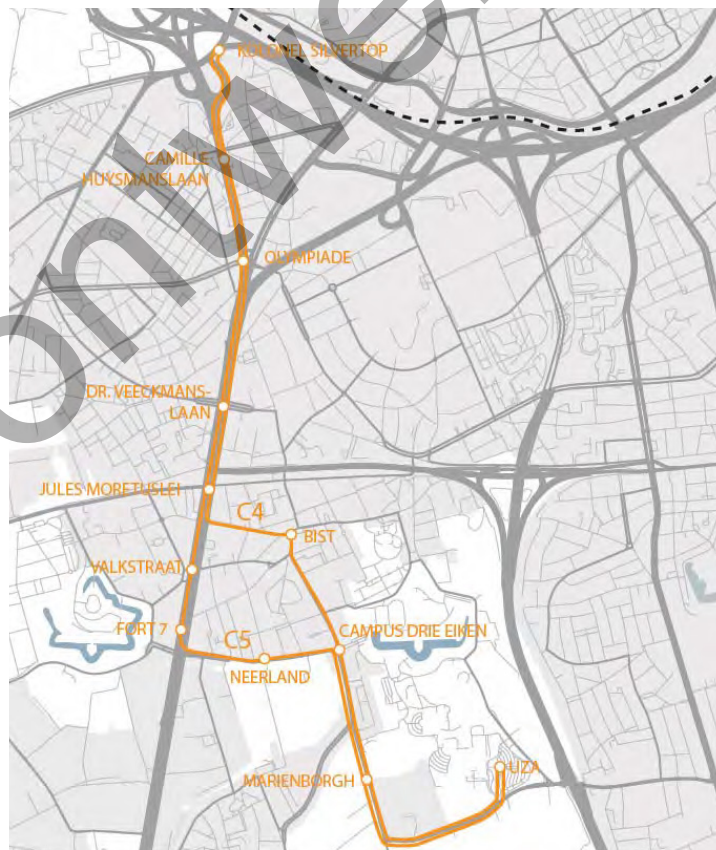 KOLONEL SILVERTOP
CAMILLE
HUYSMANSLAAN
OLYMPIADE
DR. VEECKMANS-
LAAN
JULES MORETUSLEI
C4
BIST
VALKSTRAAT
FORT 7
C5
CAMPUS DRIE EIKEN
NEERLAND
MARIENBORGH
UZA